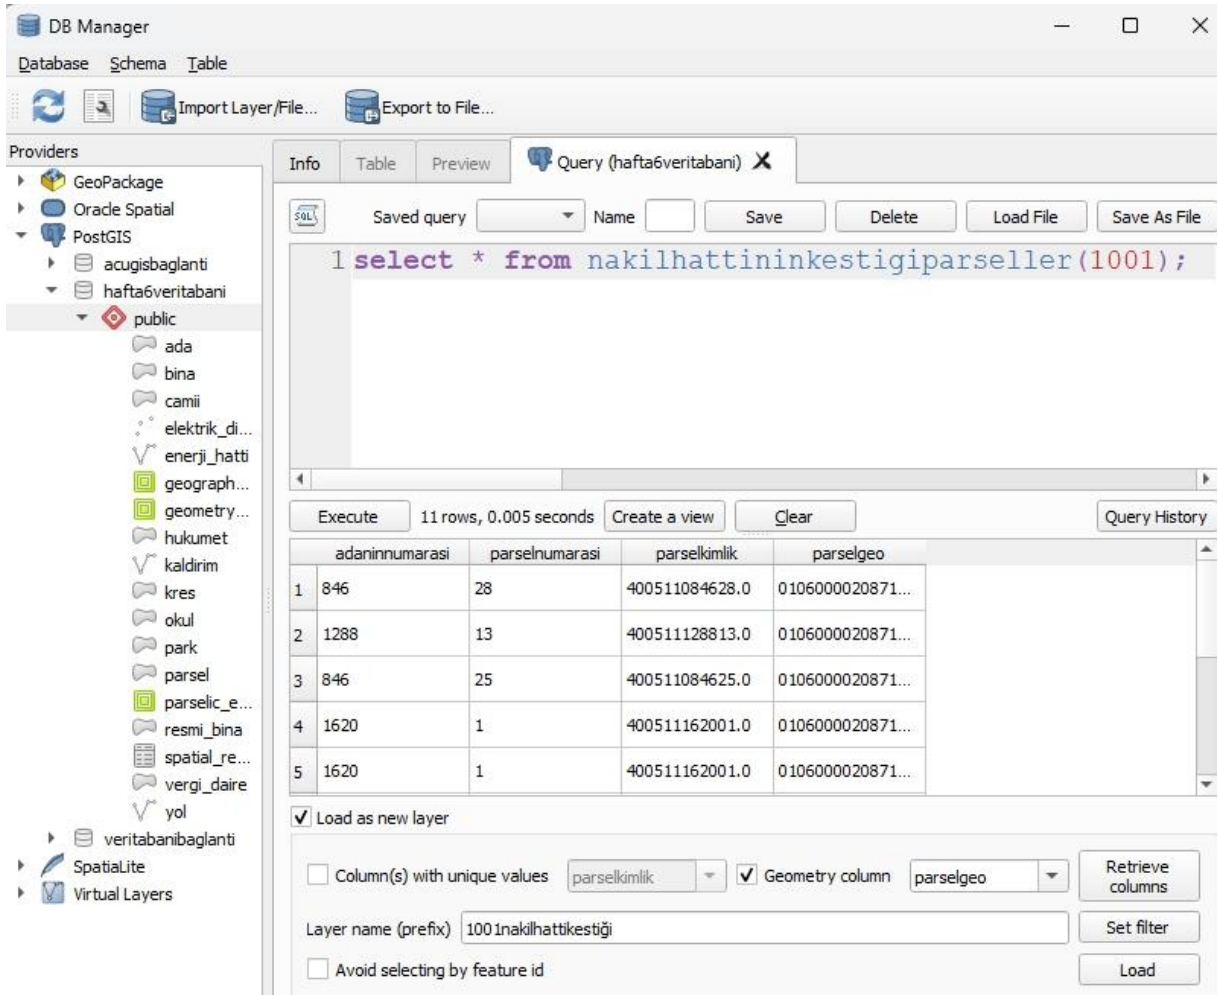 DB Manager
Database Schema Table
Import Layer/File... Export to File...
Providers
GeoPackage
Oracle Spatial
PostGIS
acugisbaglanti
hafta6veritabani
public
ada
bina
camii
elektrik_di...
enerji_hatti
geograph...
geometry...
hukumet
kaldirim
kres
okul
park
parsel
parselic_e...
resmi_bina
spatial_re...
vergi_daire
yol
veritabanibaglanti
SpatiaLite
Virtual Layers
Info Table Preview Query (hafta6veritabani)
SQL Saved query Name Save Delete Load File Save As File
1 select * from nakilhattininkestigiparseller(1001);
Execute 11 rows, 0.005 seconds Create a view Clear Query History
adaninnumarasi parselnumarasi parselkimlik parselgeo
1 846 28 400511084628.0 0106000020871...
2 1288 13 400511128813.0 0106000020871...
3 846 25 400511084625.0 0106000020871...
4 1620 1 400511162001.0 0106000020871...
5 1620 1 400511162001.0 0106000020871...
Load as new layer
Column(s) with unique values parselkimlik Geometry column parselgeo Retrieve columns
Layer name (prefix) 1001nakilhattikestiği Set filter
Avoid selecting by feature id Load